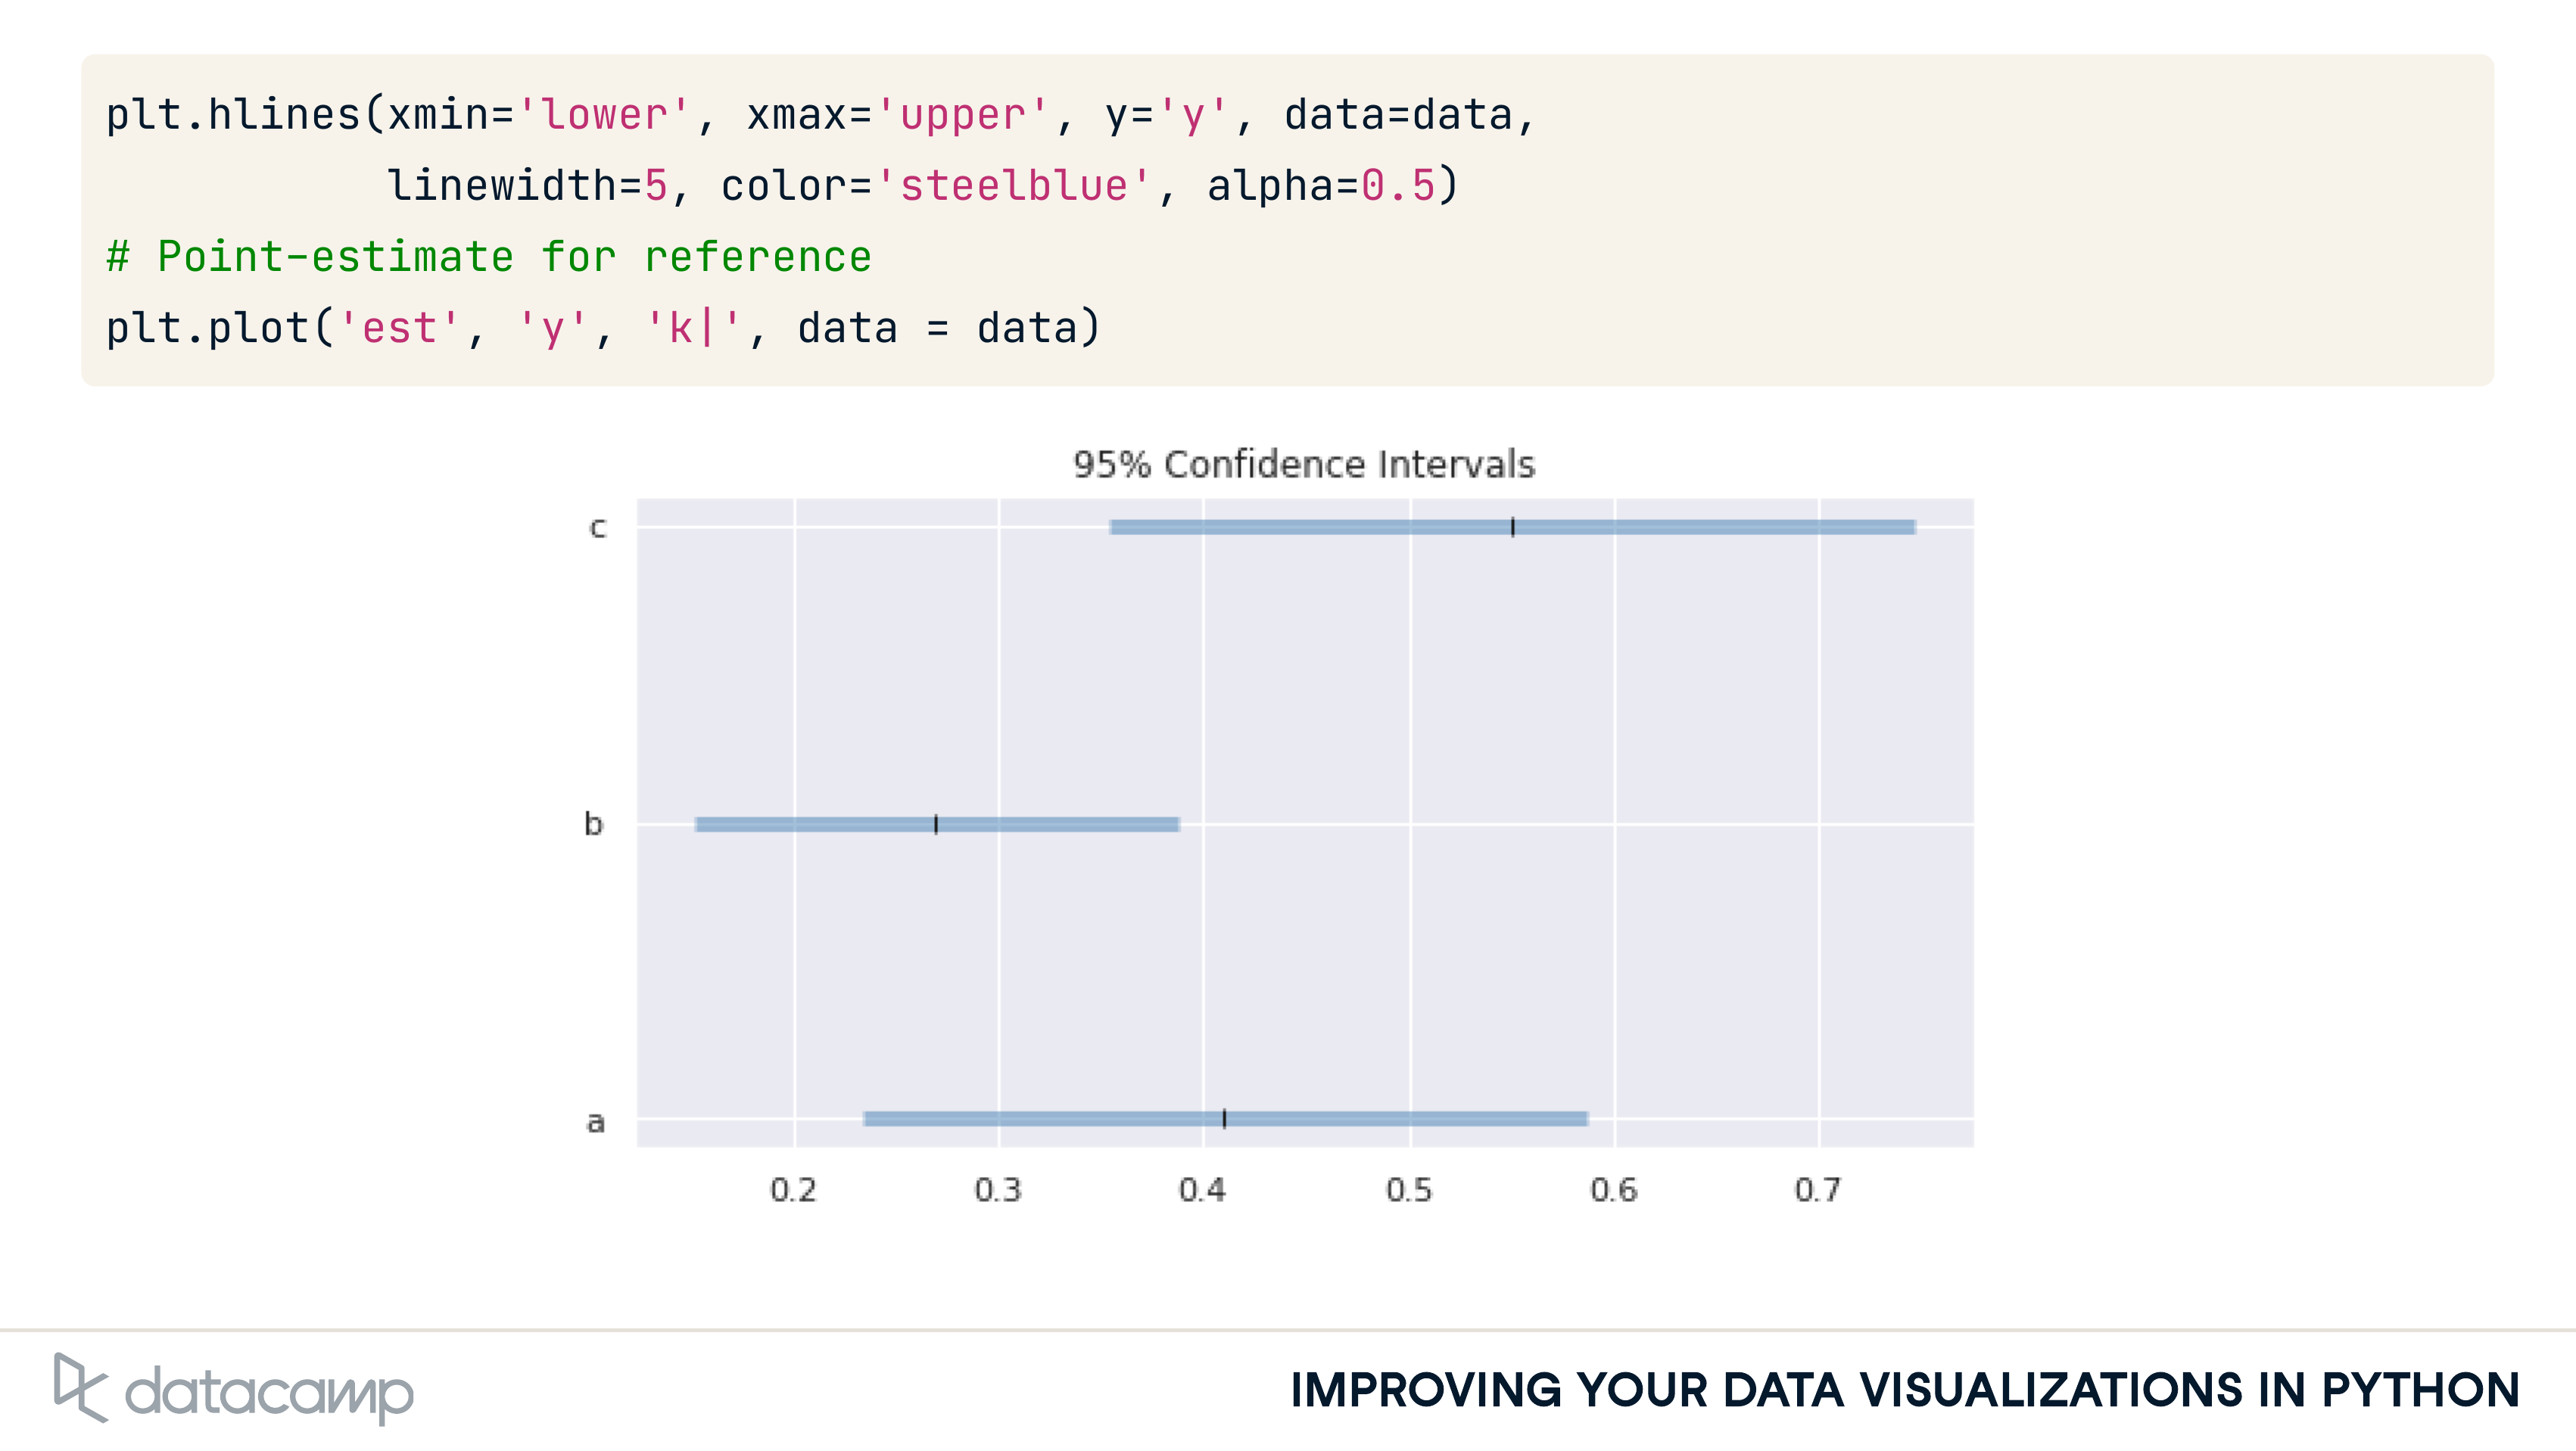 plt.hlines(xmin='lower', xmax='upper', y='y', data=data,
           linewidth=5, color='steelblue', alpha=0.5)
# Point-estimate for reference
plt.plot('est', 'y', 'k|', data = data)
95% Confidence Intervals
c
b
a
0.2 0.3 0.4 0.5 0.6 0.7
datacamp
IMPROVING YOUR DATA VISUALIZATIONS IN PYTHON